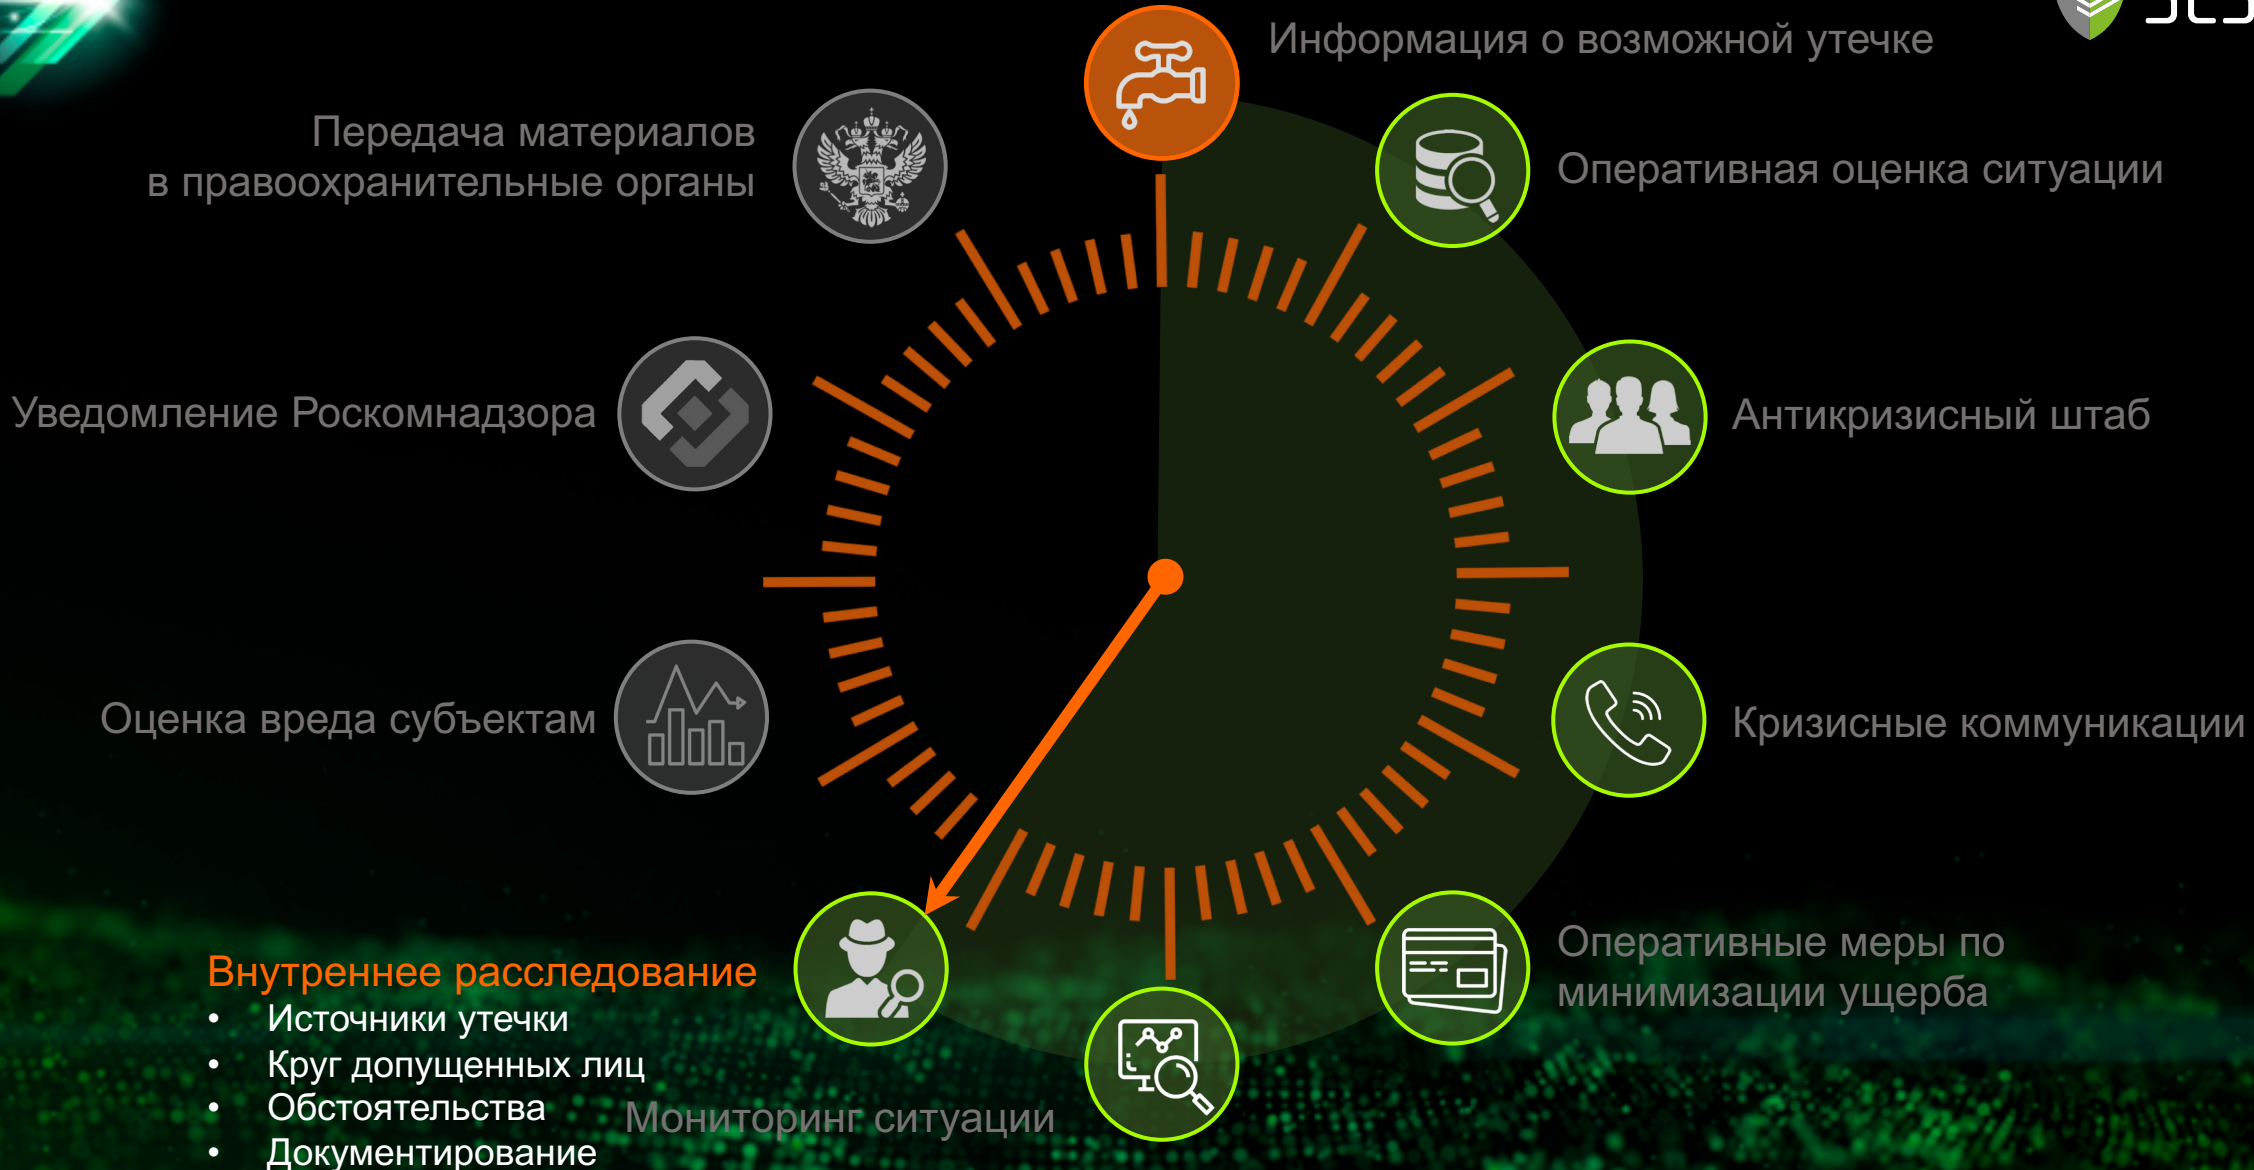 Информация о возможной утечке
Оперативная оценка ситуации
Антикризисный штаб
Кризисные коммуникации
Оперативные меры по
минимизации ущерба
Мониторинг ситуации
Внутреннее расследование
• Источники утечки
• Круг допущенных лиц
• Обстоятельства
• Документирование
Оценка вреда субъектам
Уведомление Роскомнадзора
Передача материалов
в правоохранительные органы